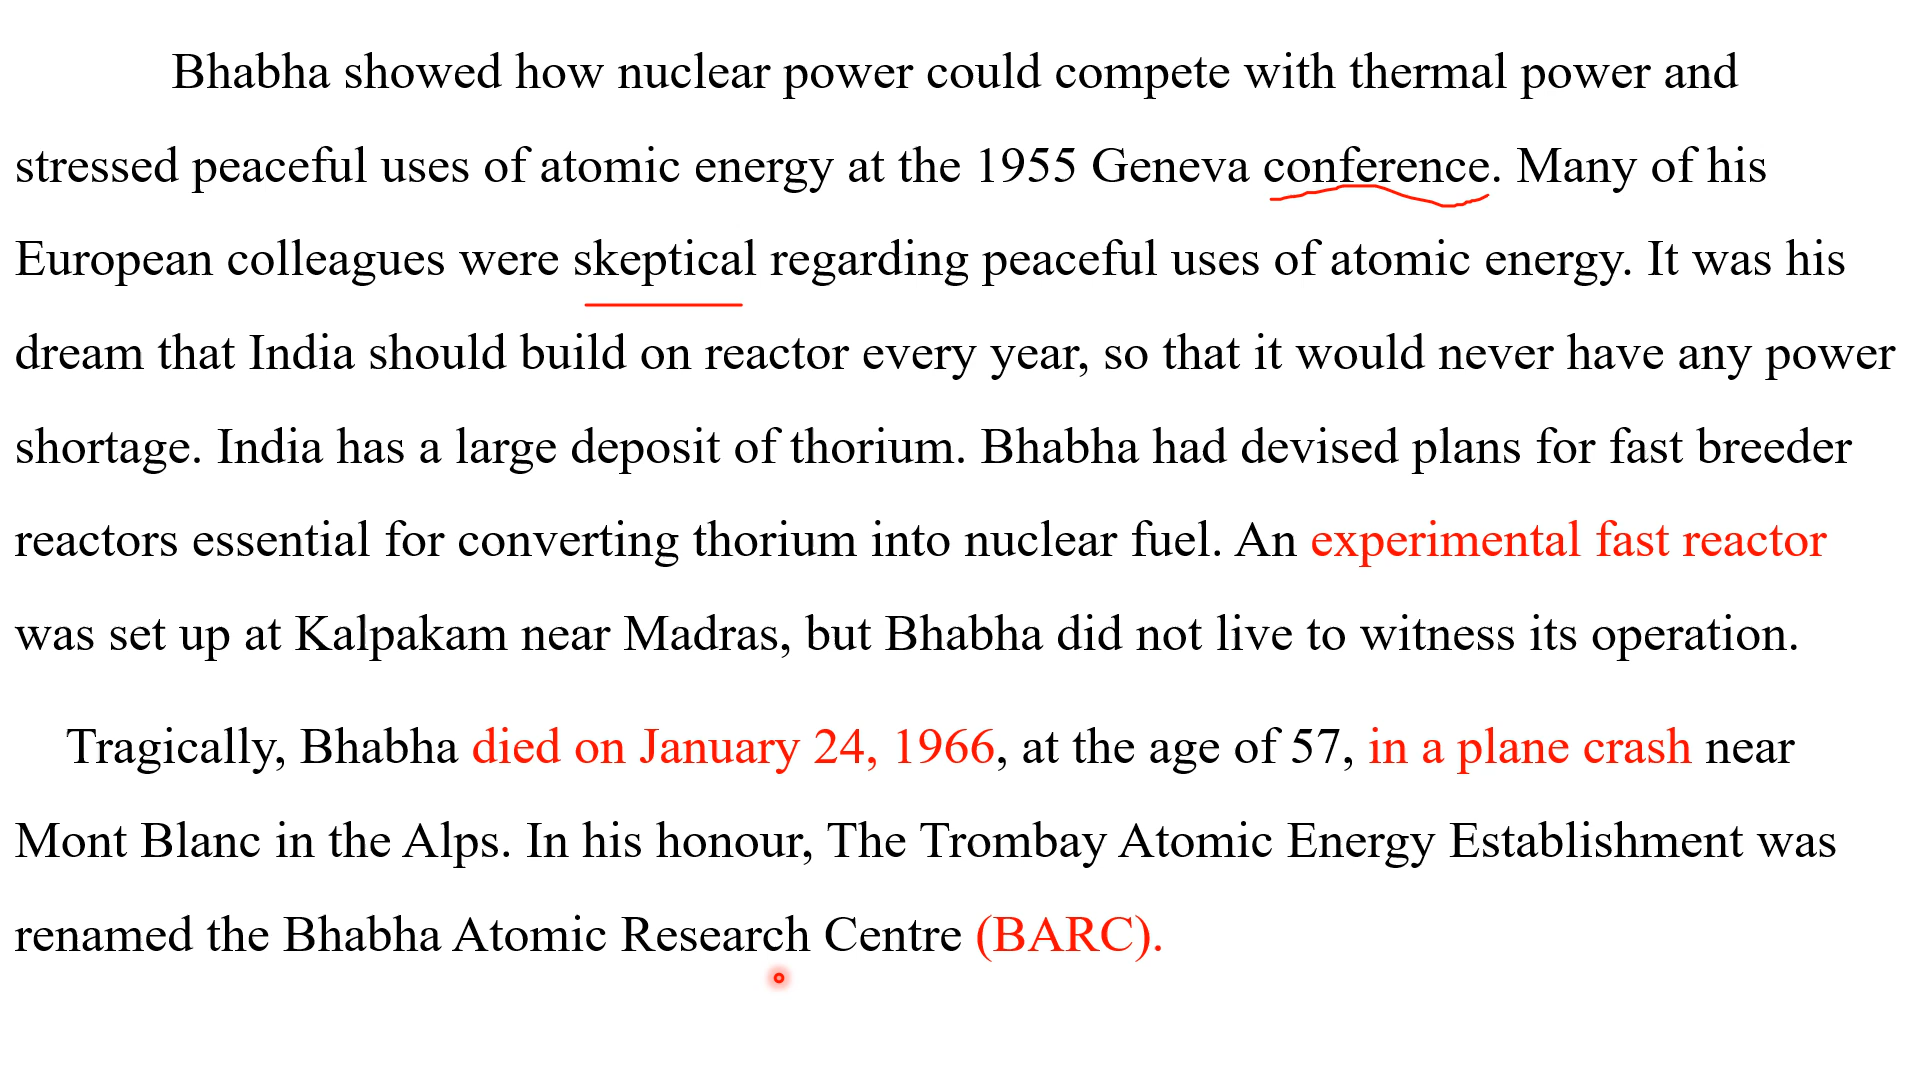 Bhabha showed how nuclear power could compete with thermal power and
stressed peaceful uses of atomic energy at the 1955 Geneva conference. Many of his
European colleagues were skeptical regarding peaceful uses of atomic energy. It was his
dream that India should build on reactor every year, so that it would never have any power
shortage. India has a large deposit of thorium. Bhabha had devised plans for fast breeder
reactors essential for converting thorium into nuclear fuel. An experimental fast reactor
was set up at Kalpakam near Madras, but Bhabha did not live to witness its operation.
Tragically, Bhabha died on January 24, 1966, at the age of 57, in a plane crash near
Mont Blanc in the Alps. In his honour, The Trombay Atomic Energy Establishment was
renamed the Bhabha Atomic Research Centre (BARC).